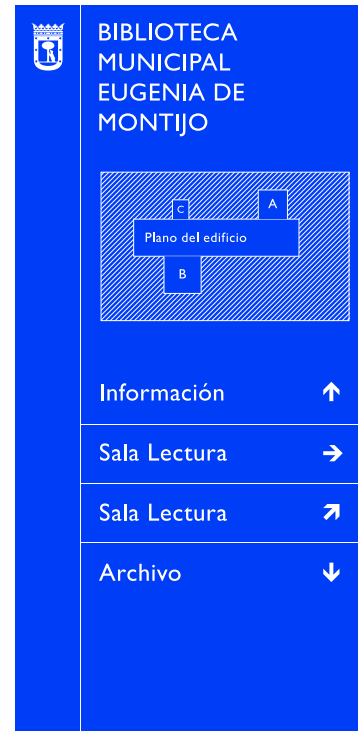 BIBLIOTECA
MUNICIPAL
EUGENIA DE
MONTIJO
C
A
Plano del edificio
B
Información
Sala Lectura
Sala Lectura
Archivo